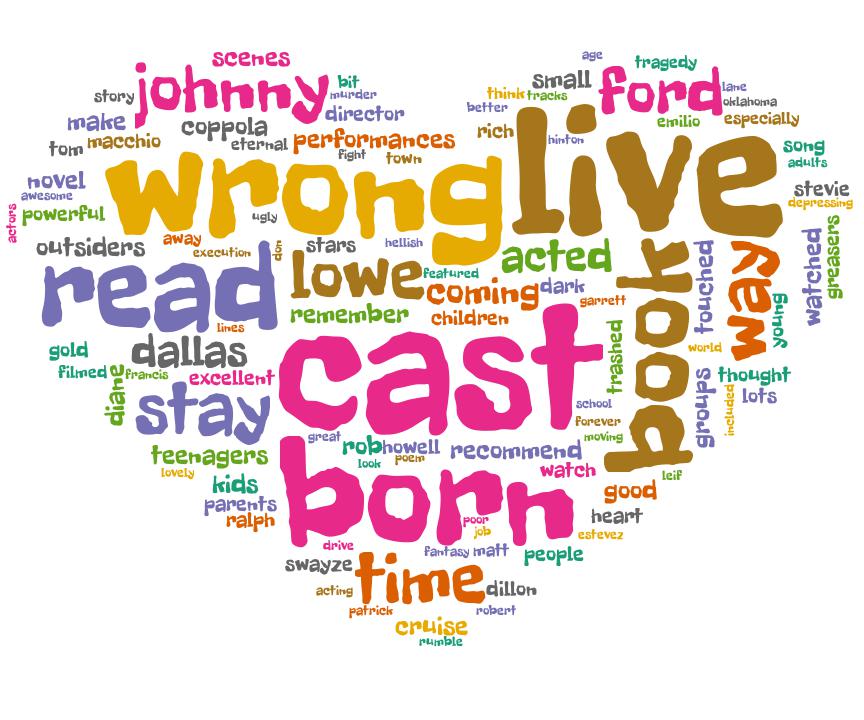 scenes
age
tragedy
johnny
bit
murder
small
ford
lane
story
think
tracks
better
oklahoma
make
coppola
director
rich
emilio
especially
tom
macchio
eternal
performances
hinton
song
fight
town
adults
wrong
live
novel
awesome
stevie
actors
powerful
ugly
depressing
outsiders
away
execution
don
stars
hellish
acted
book
touched
way
watched
greasers
read
lowe
featured
coming
dark
garrett
young
remember
children
lines
gold
dallas
cast
trashed
world
filmed
diane
francis
excellent
groups
thought
included
lots
stay
school
forever
great
rob
howell
recommend
moving
teenagers
born
look
poem
watch
lovely
leif
kids
good
parents
heart
ralph
poor
job
estevez
drive
fantasy
matt
people
swayze
time
acting
dillon
patrick
robert
cruise
rumble